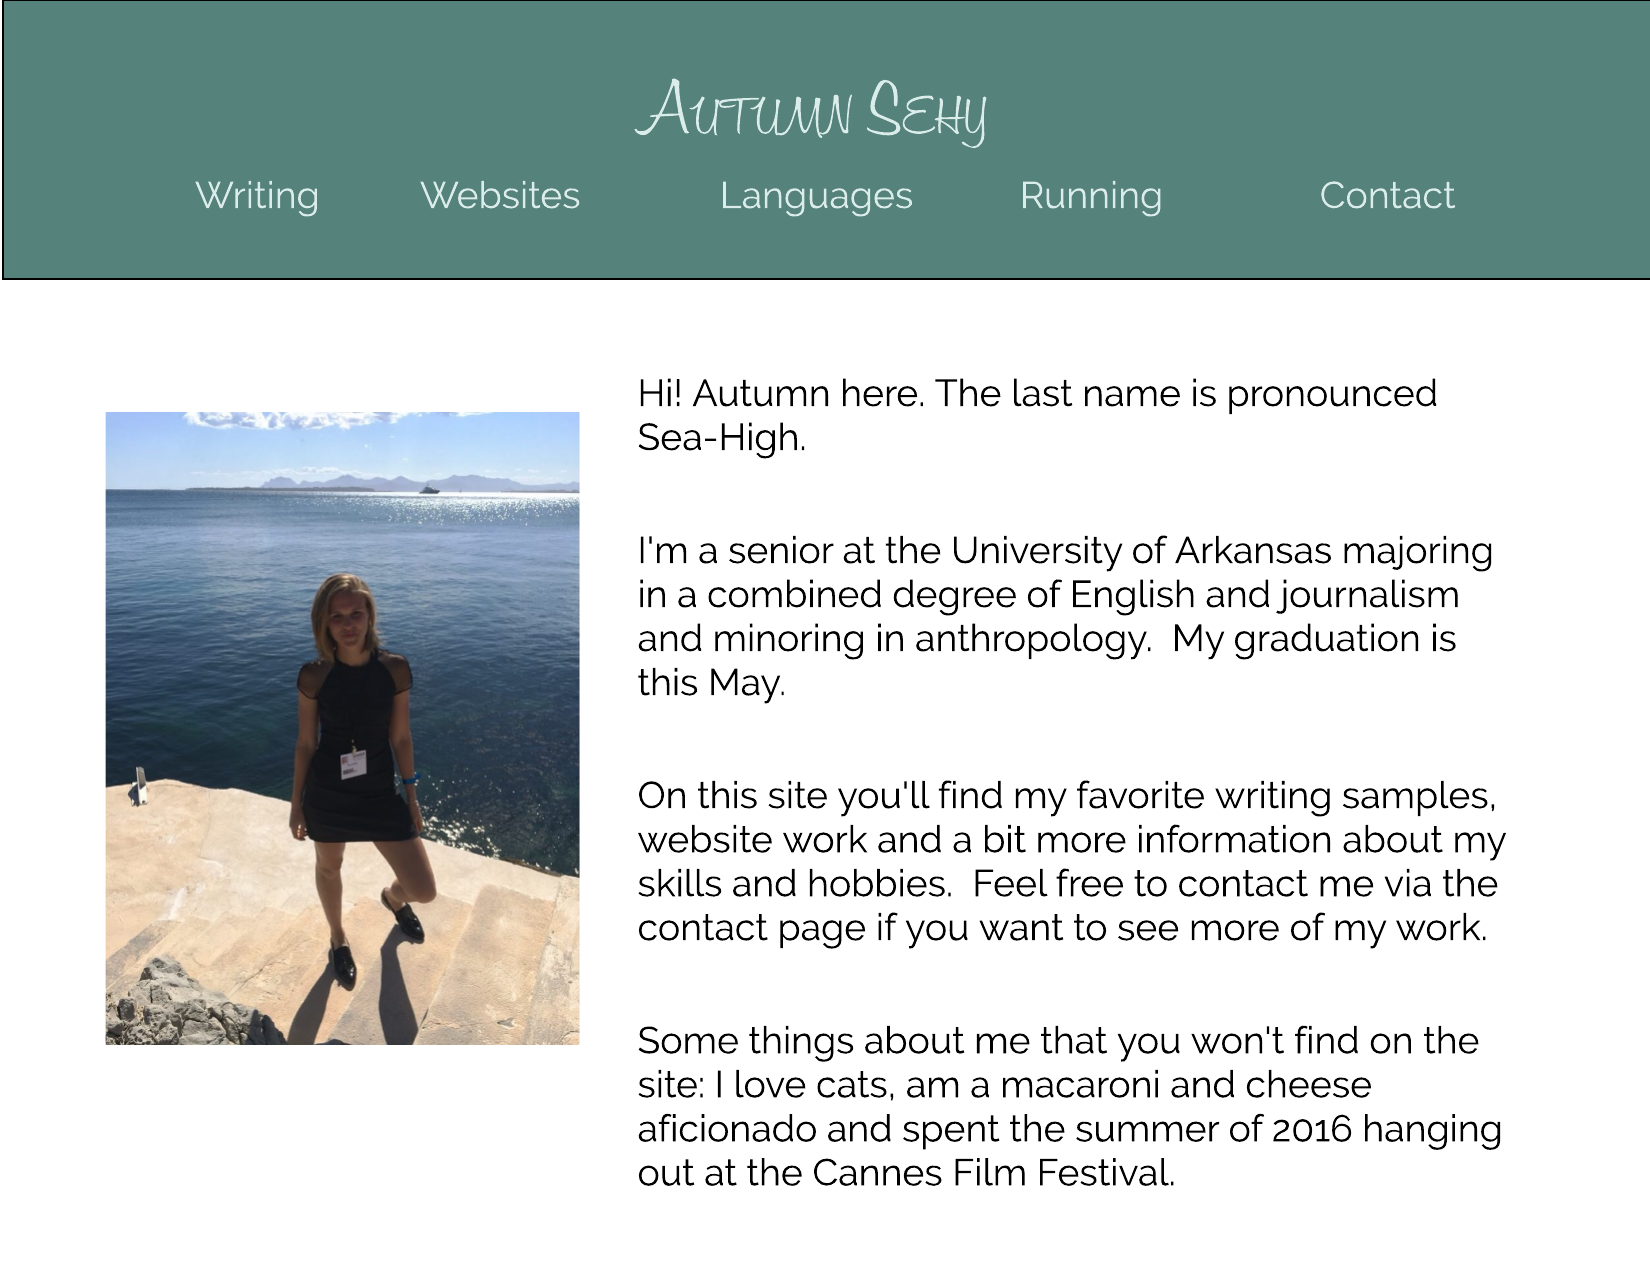 Autumn Sehy
Writing Websites Languages Running Contact
Hi! Autumn here. The last name is pronounced
Sea-High.
I'm a senior at the University of Arkansas majoring
in a combined degree of English and journalism
and minoring in anthropology.  My graduation is
this May.
On this site you'll find my favorite writing samples,
website work and a bit more information about my
skills and hobbies.  Feel free to contact me via the
contact page if you want to see more of my work.
Some things about me that you won't find on the
site: I love cats, am a macaroni and cheese
aficionado and spent the summer of 2016 hanging
out at the Cannes Film Festival.